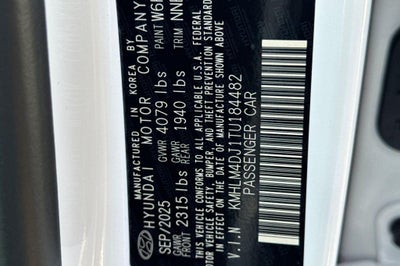 MANUFACTURED IN KOREA BY
HYUNDAI MOTOR COMPANY
SEP/2025 GVWR 4079 lbs PAINT W6
GAWR FRONT 2315 lbs GAWR REAR 1940 lbs TRIM NNB
THIS VEHICLE CONFORMS TO ALL APPLICABLE U.S.A. FEDERAL
MOTOR VEHICLE SAFETY, BUMPER, AND THEFT PREVENTION STANDARDS
IN EFFECT ON THE DATE OF MANUFACTURE SHOWN ABOVE
V.I.N KMHLM4DJ1TU184482
PASSENGER CAR